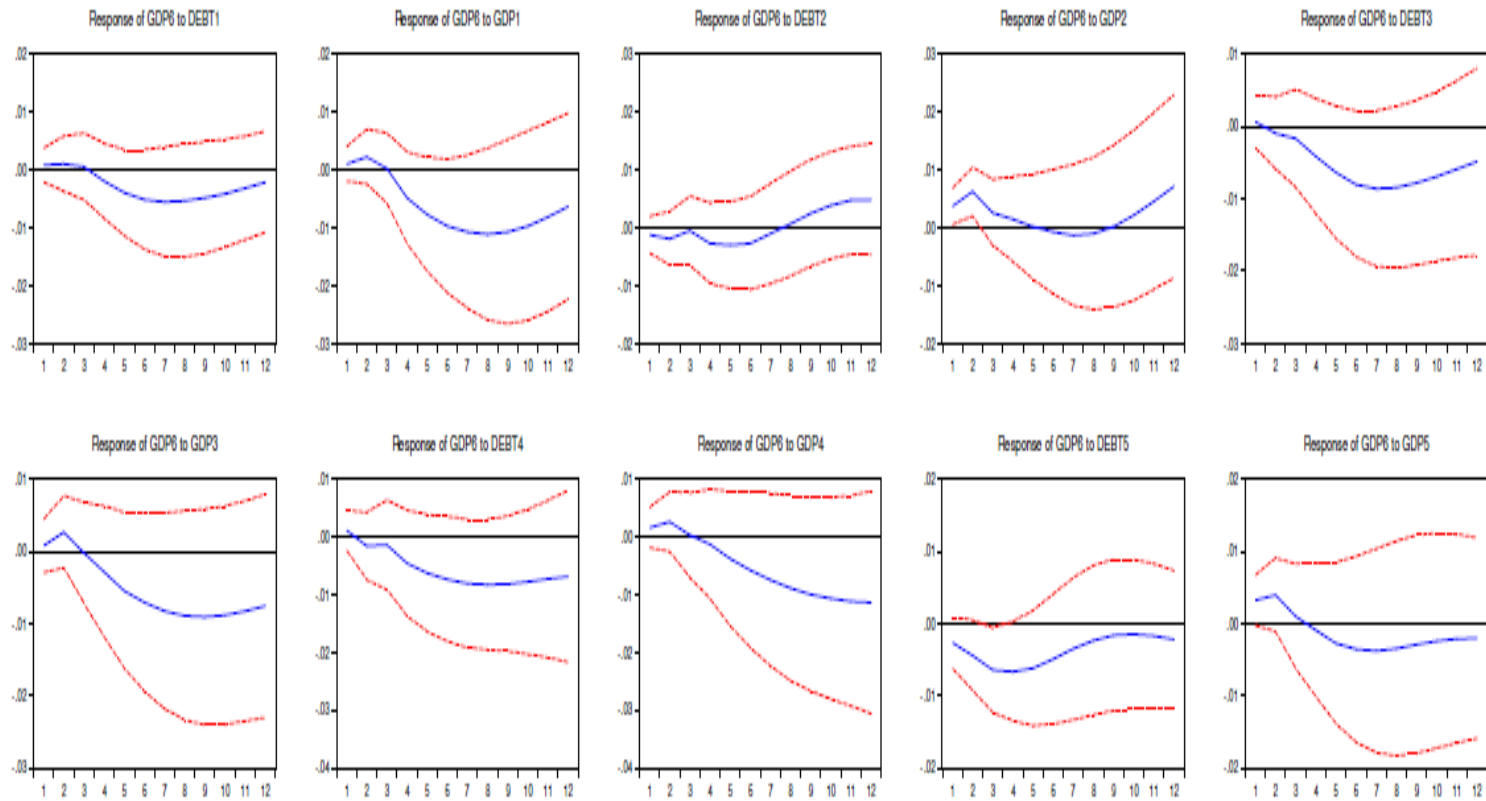 Response of GDP6 to DEBT1
.02
.01
.00
-.01
-.02
-.03
1 2 3 4 5 6 7 8 9 10 11 12
Response of GDP6 to GDP1
.02
.01
.00
-.01
-.02
-.03
1 2 3 4 5 6 7 8 9 10 11 12
Response of GDP6 to DEBT2
.03
.02
.01
.00
-.01
-.02
1 2 3 4 5 6 7 8 9 10 11 12
Response of GDP6 to GDP2
.03
.02
.01
.00
-.01
-.02
1 2 3 4 5 6 7 8 9 10 11 12
Response of GDP6 to DEBT3
.01
.00
-.01
-.02
-.03
1 2 3 4 5 6 7 8 9 10 11 12
Response of GDP6 to GDP3
.01
.00
-.01
-.02
-.03
1 2 3 4 5 6 7 8 9 10 11 12
Response of GDP6 to DEBT4
.01
.00
-.01
-.02
-.03
-.04
1 2 3 4 5 6 7 8 9 10 11 12
Response of GDP6 to GDP4
.01
.00
-.01
-.02
-.03
-.04
1 2 3 4 5 6 7 8 9 10 11 12
Response of GDP6 to DEBT5
.02
.01
.00
-.01
-.02
1 2 3 4 5 6 7 8 9 10 11 12
Response of GDP6 to GDP5
.02
.01
.00
-.01
-.02
1 2 3 4 5 6 7 8 9 10 11 12